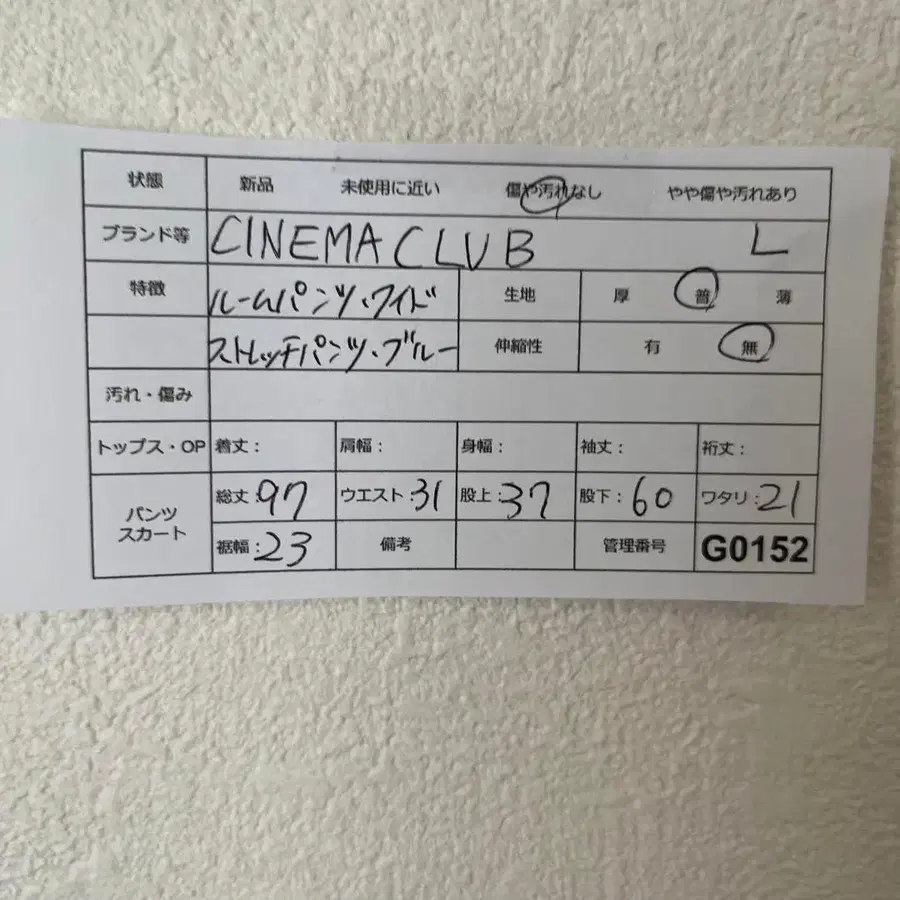 状態 新品 未使用に近い 傷や汚れなし やや傷や汚れあり
ブランド等 CINEMA CLUB L
特徴 ルームパンツ・ワイド 生地 厚 普 薄
ストレッチパンツ・ブルー 伸縮性 有 無
汚れ・傷み
トップス・OP 着丈: 肩幅: 身幅: 袖丈: 裄丈:
パンツ スカート 総丈:97 ウエスト:31 股上:37 股下:60 ワタリ:21
裾幅:23 備考 管理番号 G0152